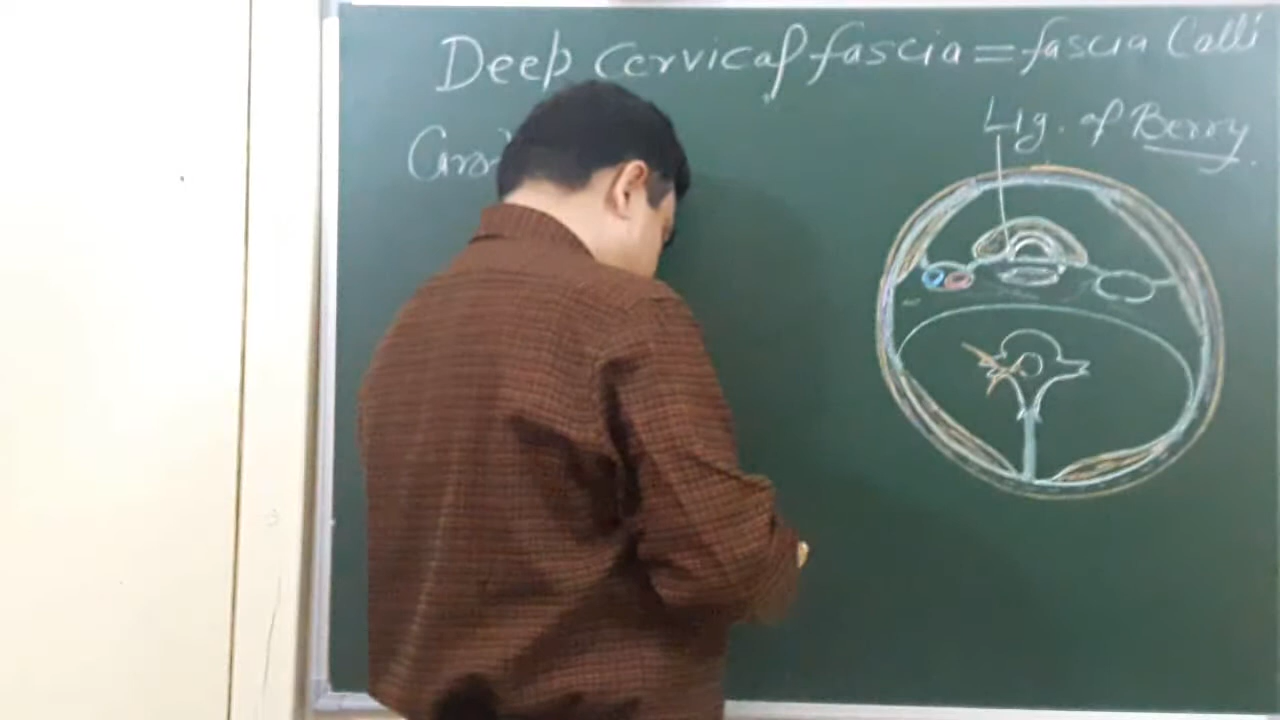 Deep Cervical fascia = fascia Colli
Lig. of Berry.